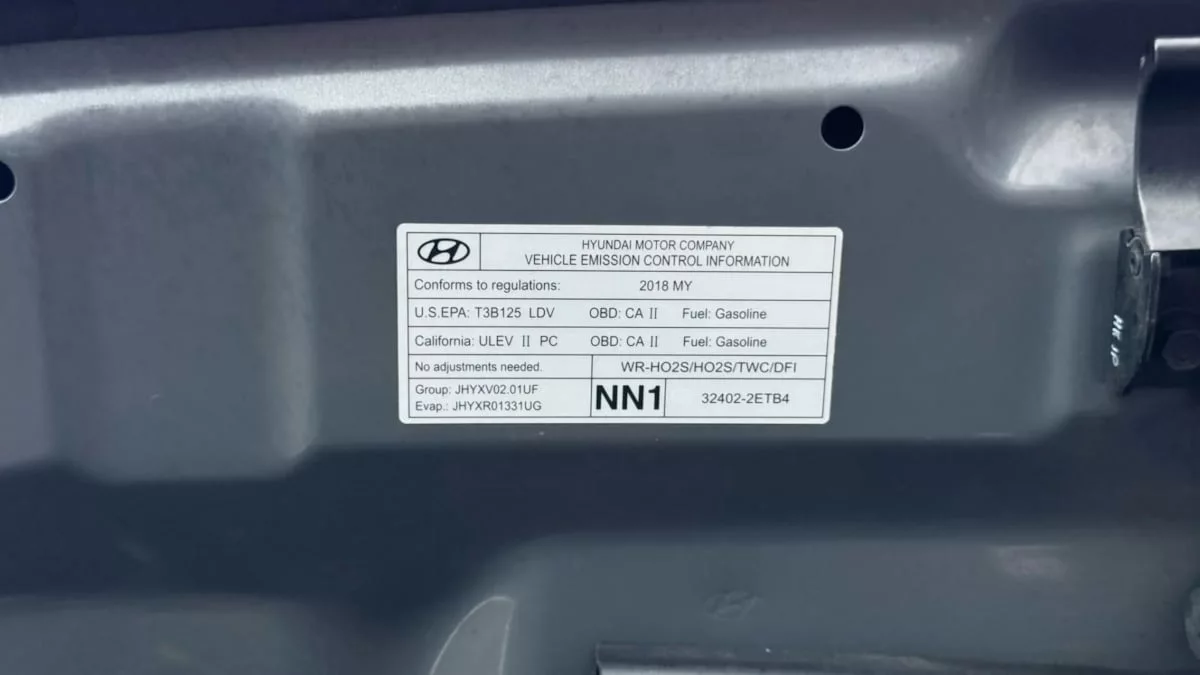 HYUNDAI MOTOR COMPANY
VEHICLE EMISSION CONTROL INFORMATION
Conforms to regulations: 2018 MY
U.S.EPA: T3B125 LDV OBD: CA II Fuel: Gasoline
California: ULEV II PC OBD: CA II Fuel: Gasoline
No adjustments needed. WR-HO2S/HO2S/TWC/DFI
Group: JHYXV02.01UF
Evap.: JHYXR01331UG
NN1
32402-2ETB4